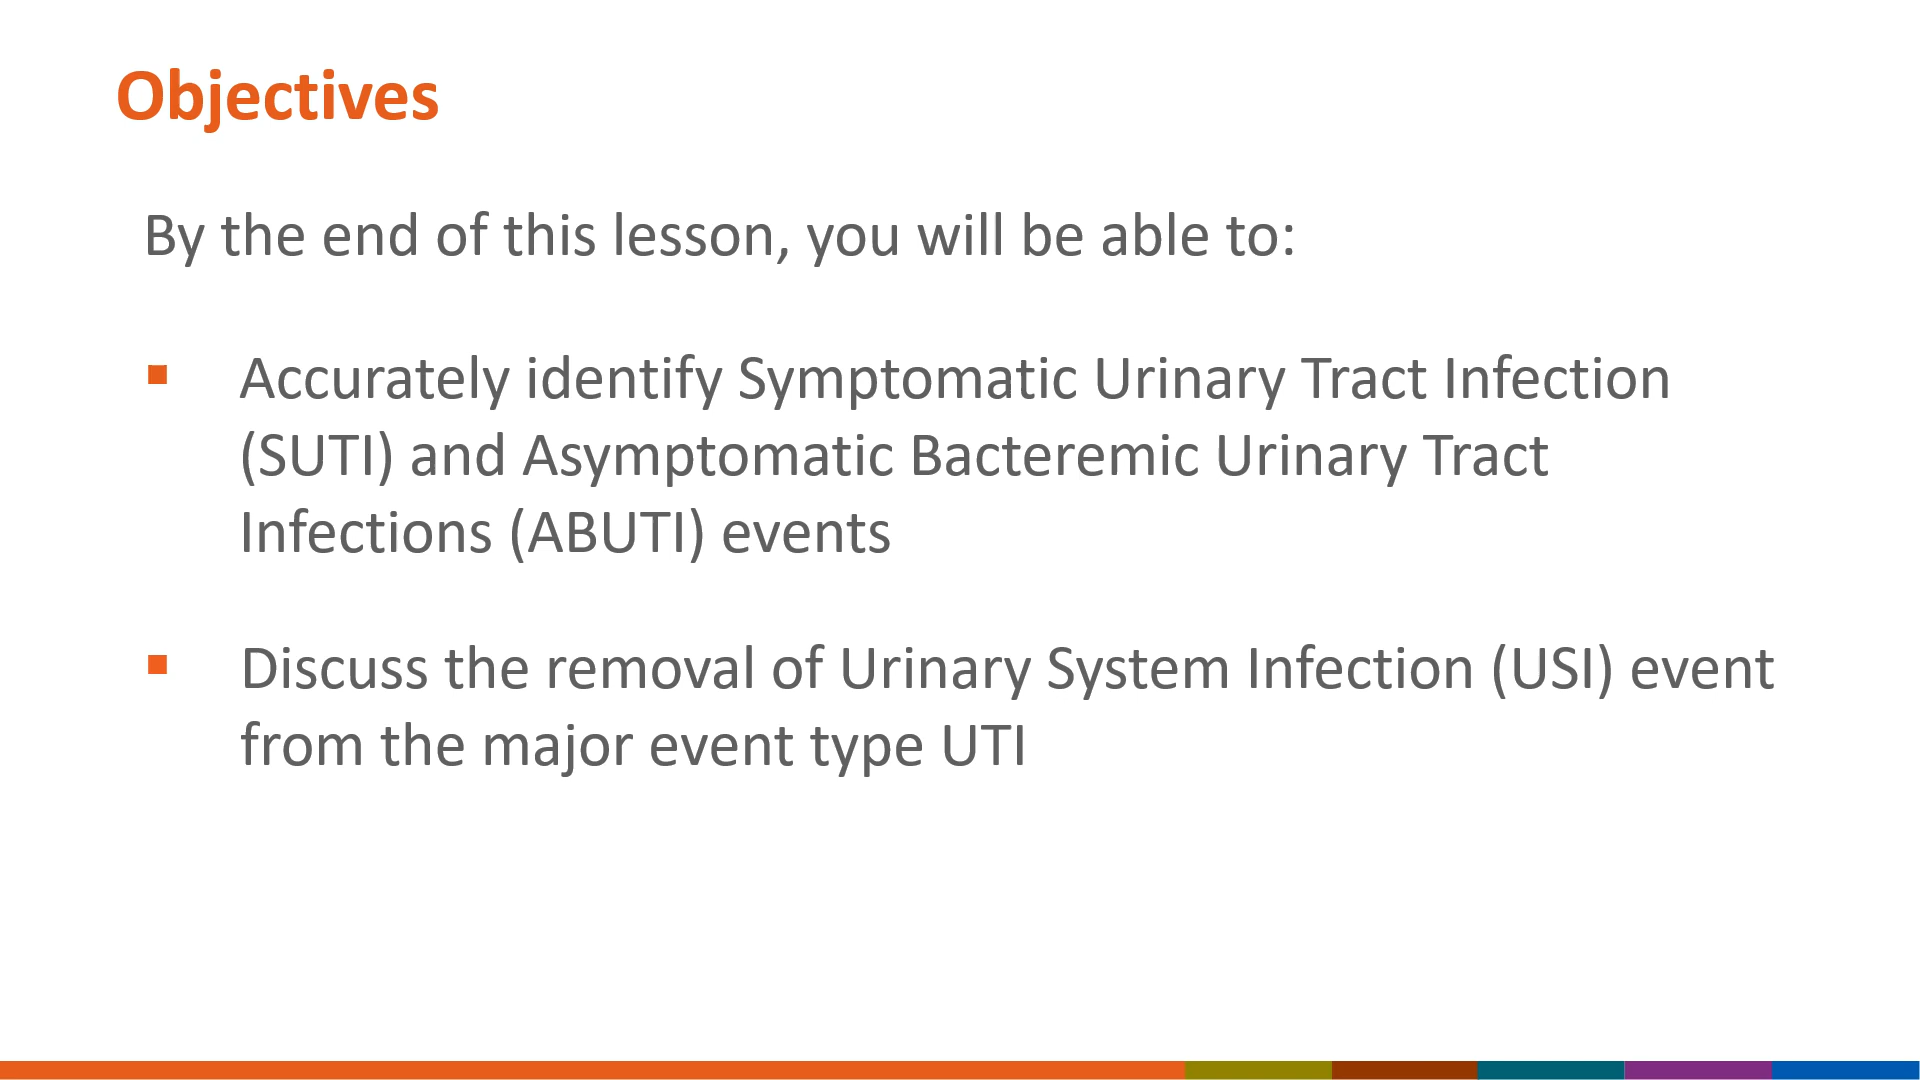 Objectives
By the end of this lesson, you will be able to:
▪ Accurately identify Symptomatic Urinary Tract Infection
(SUTI) and Asymptomatic Bacteremic Urinary Tract
Infections (ABUTI) events
▪ Discuss the removal of Urinary System Infection (USI) event
from the major event type UTI